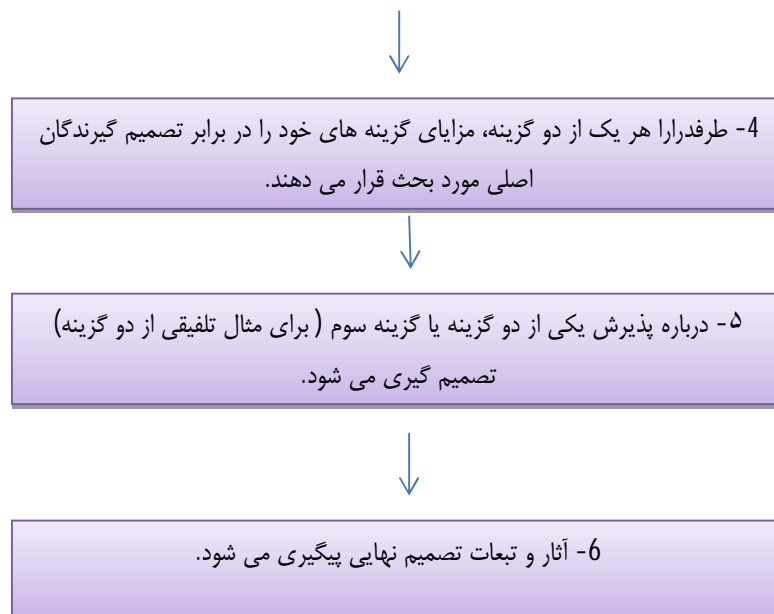 4- طرفدرارا هر یک از دو گزینه، مزایای گزینه های خود را در برابر تصمیم گیرندگان
اصلی مورد بحث قرار می دهند.
۵- درباره پذیرش یکی از دو گزینه یا گزینه سوم ( برای مثال تلفیقی از دو گزینه)
تصمیم گیری می شود.
6- آثار و تبعات تصمیم نهایی پیگیری می شود.